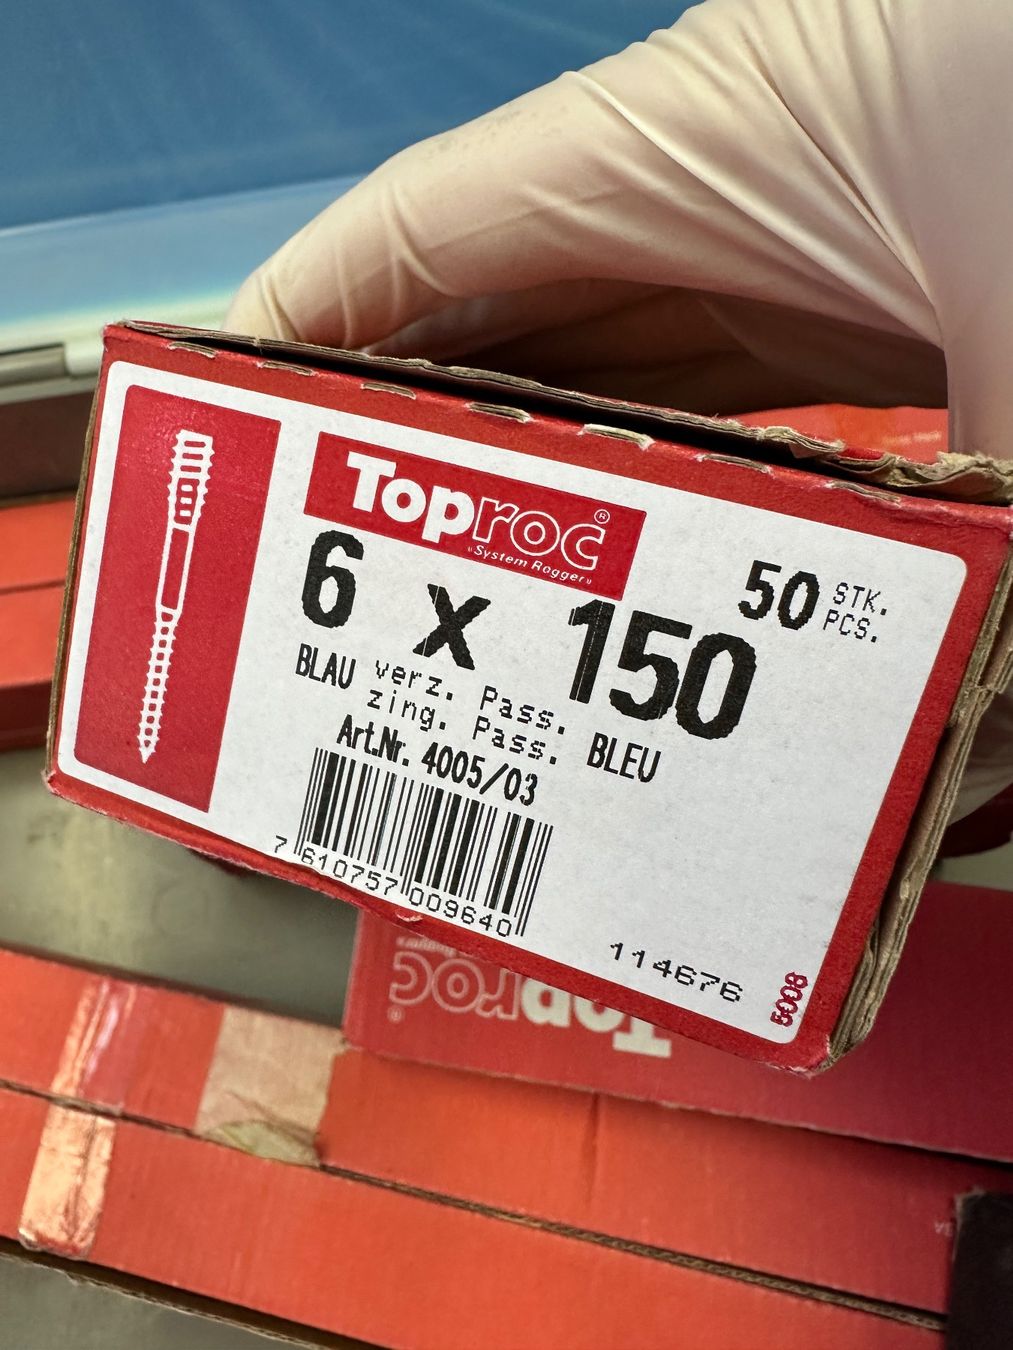 Toproc®
"System Rogger"
6 x 150
50 STK.
PCS.
BLAU verz. Pass.
zing. Pass. BLEU
Art.Nr. 4005/03
7 610757 009640
114676
5008
Toproc®